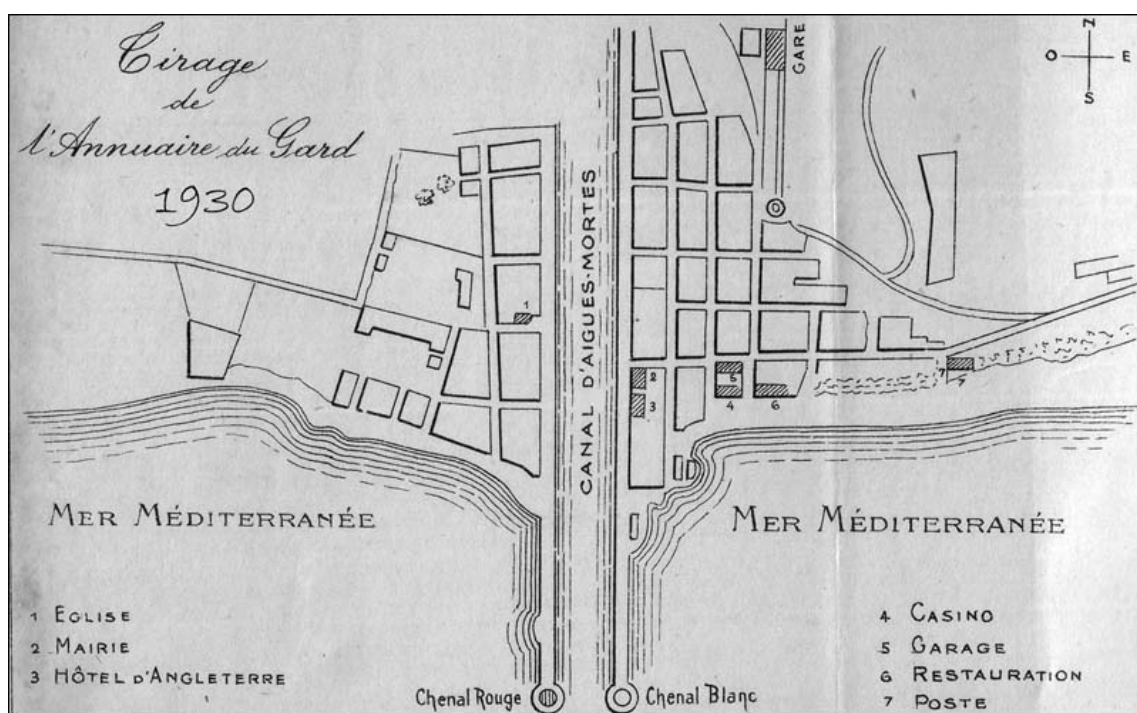 Tirage
de
l'Annuaire du Gard
1930
GARE
N
O E
S
CANAL D'AIGUES-MORTES
1
2
3
5
4
6
7
MER MÉDITERRANÉE
MER MÉDITERRANÉE
1 EGLISE
2 MAIRIE
3 HÔTEL D'ANGLETERRE
4 CASINO
5 GARAGE
6 RESTAURATION
7 POSTE
Chenal Rouge
Chenal Blanc